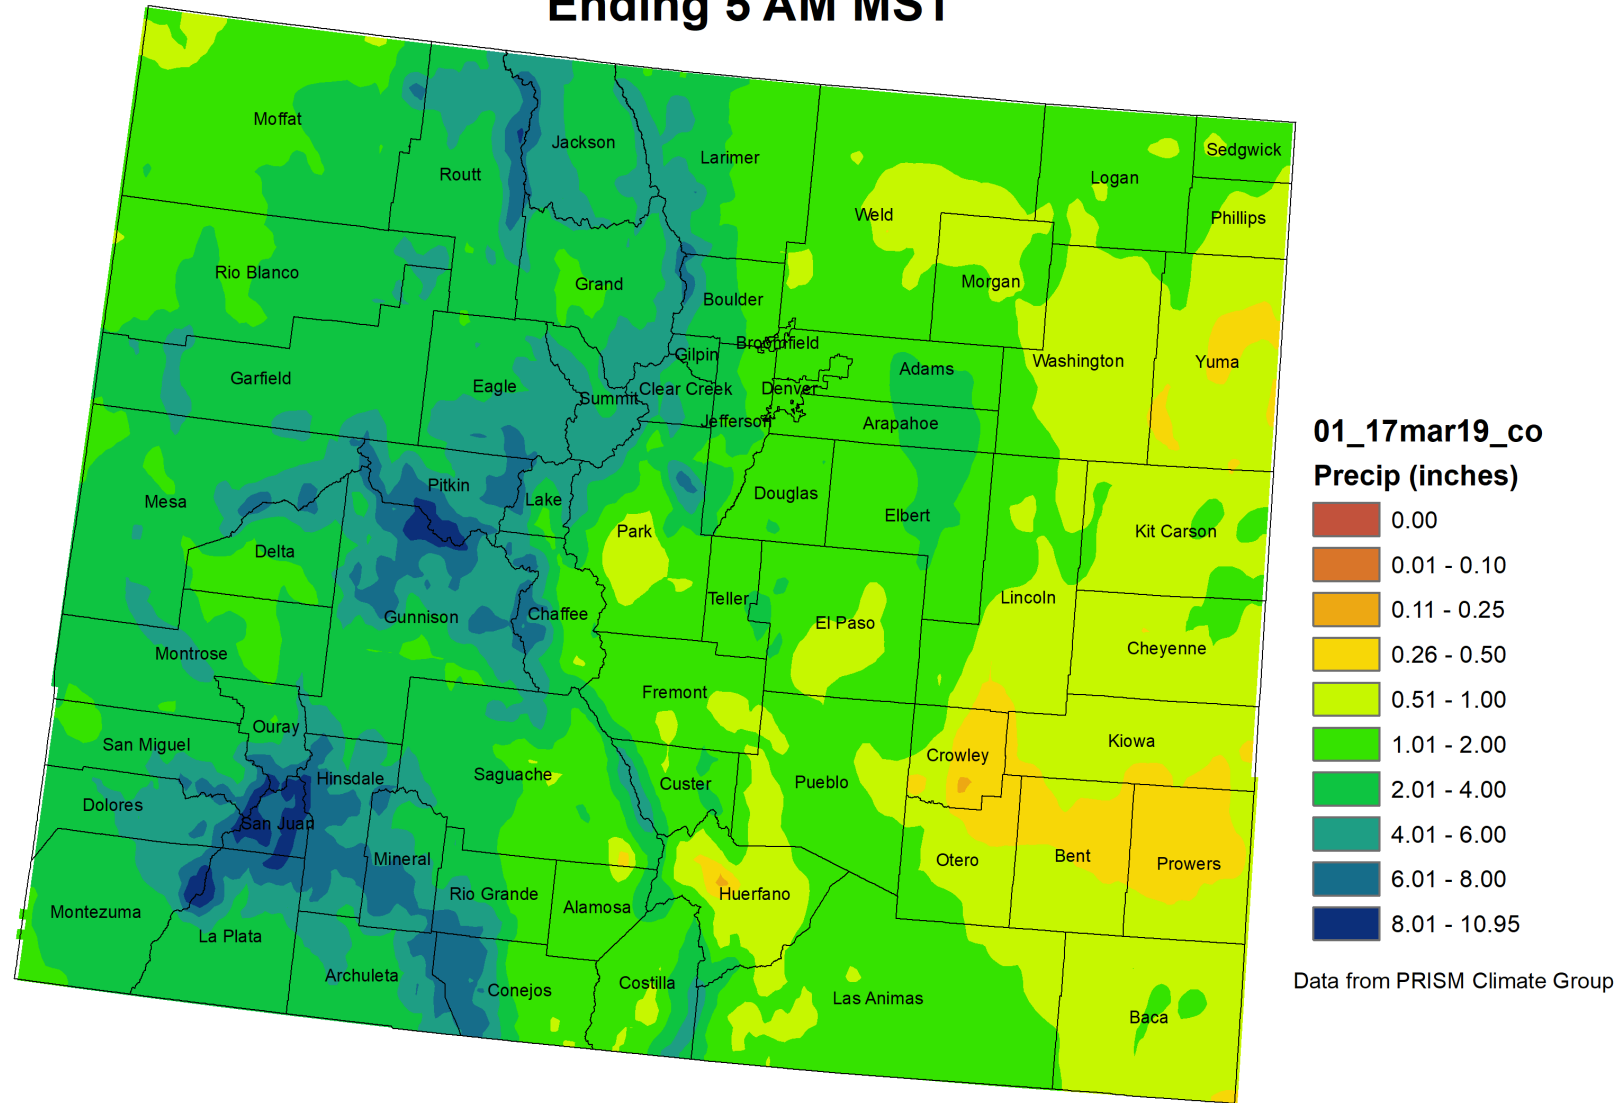 Ending 5 AM MST
Moffat
Routt
Jackson
Larimer
Weld
Logan
Sedgwick
Phillips
Rio Blanco
Grand
Boulder
Morgan
Broomfield
Gilpin
Washington
Yuma
Garfield
Eagle
Summit
Clear Creek
Denver
Adams
Jefferson
Arapahoe
Mesa
Pitkin
Lake
Park
Douglas
Elbert
Kit Carson
Delta
Gunnison
Chaffee
Teller
El Paso
Lincoln
Cheyenne
Montrose
Fremont
Ouray
San Miguel
Hinsdale
Saguache
Custer
Pueblo
Crowley
Kiowa
Dolores
San Juan
Mineral
Rio Grande
Alamosa
Huerfano
Otero
Bent
Prowers
Montezuma
La Plata
Archuleta
Conejos
Costilla
Las Animas
Baca
01_17mar19_co
Precip (inches)
0.00
0.01 - 0.10
0.11 - 0.25
0.26 - 0.50
0.51 - 1.00
1.01 - 2.00
2.01 - 4.00
4.01 - 6.00
6.01 - 8.00
8.01 - 10.95
Data from PRISM Climate Group